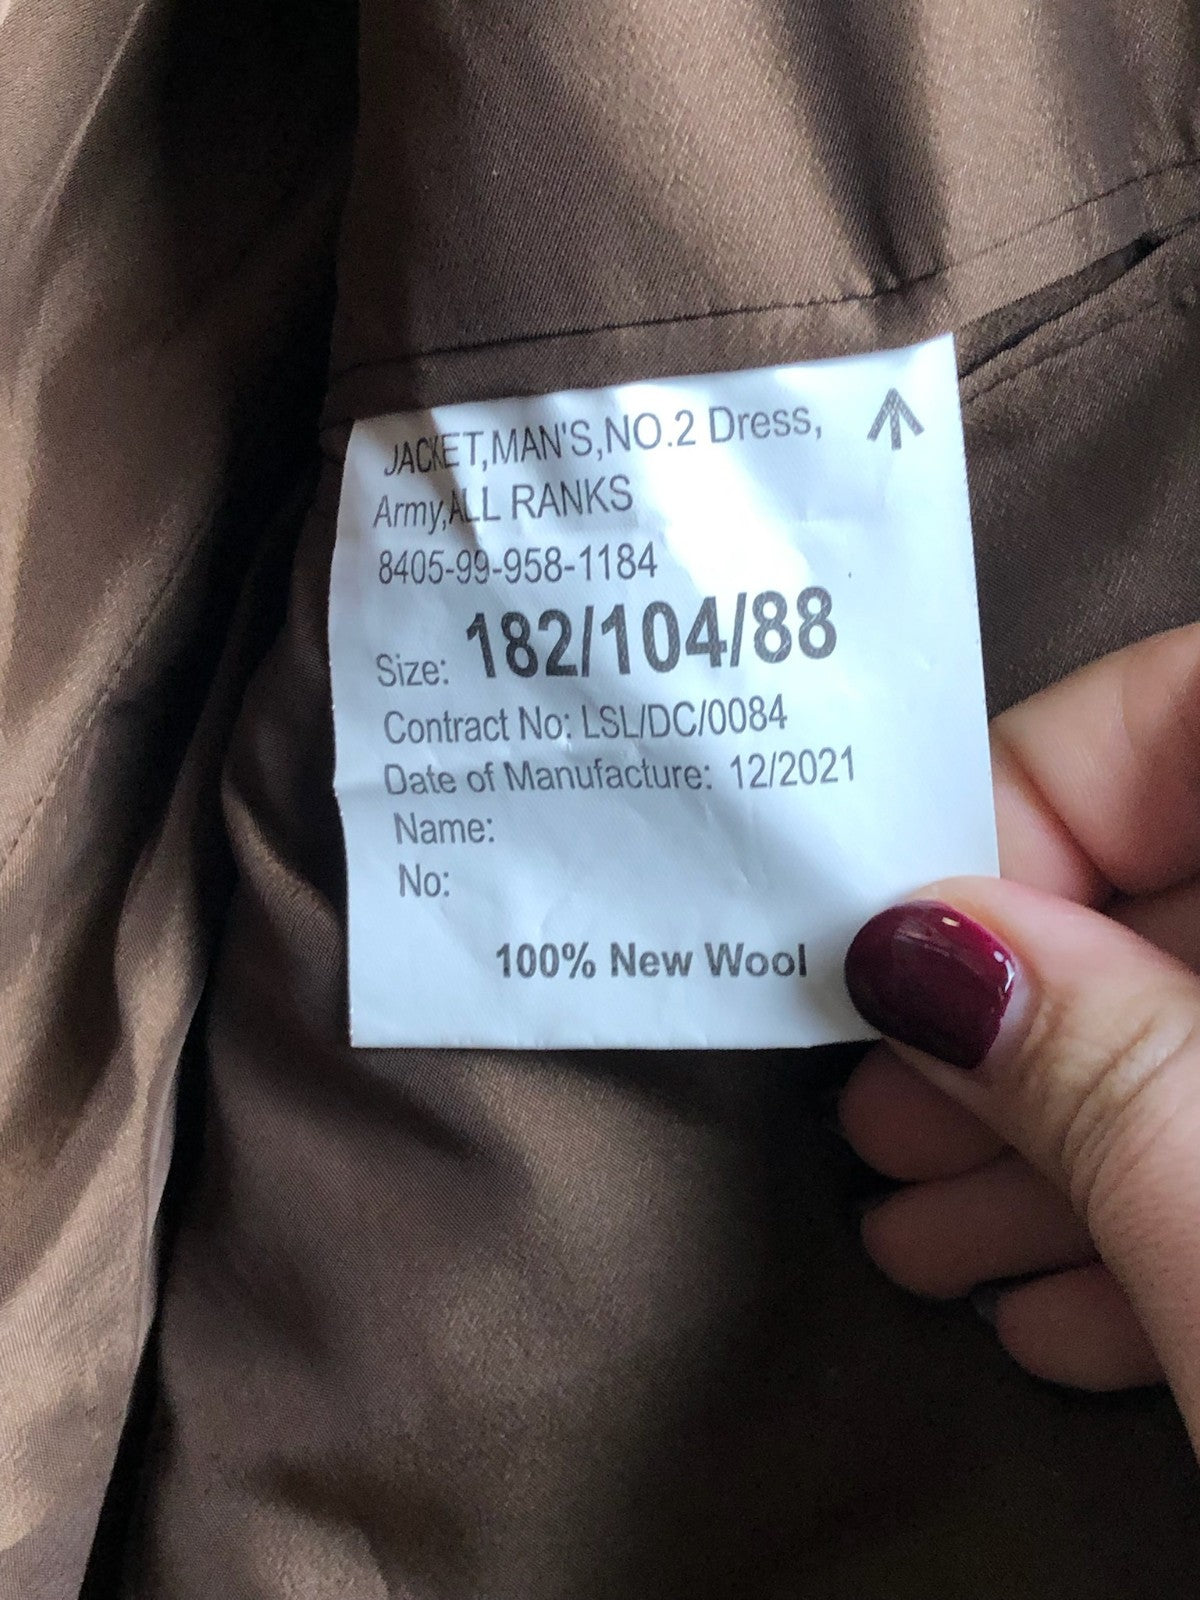 JACKET,MAN'S,NO.2 Dress,
Army,ALL RANKS
8405-99-958-1184
Size: 182/104/88
Contract No: LSL/DC/0084
Date of Manufacture: 12/2021
Name:
No:
100% New Wool